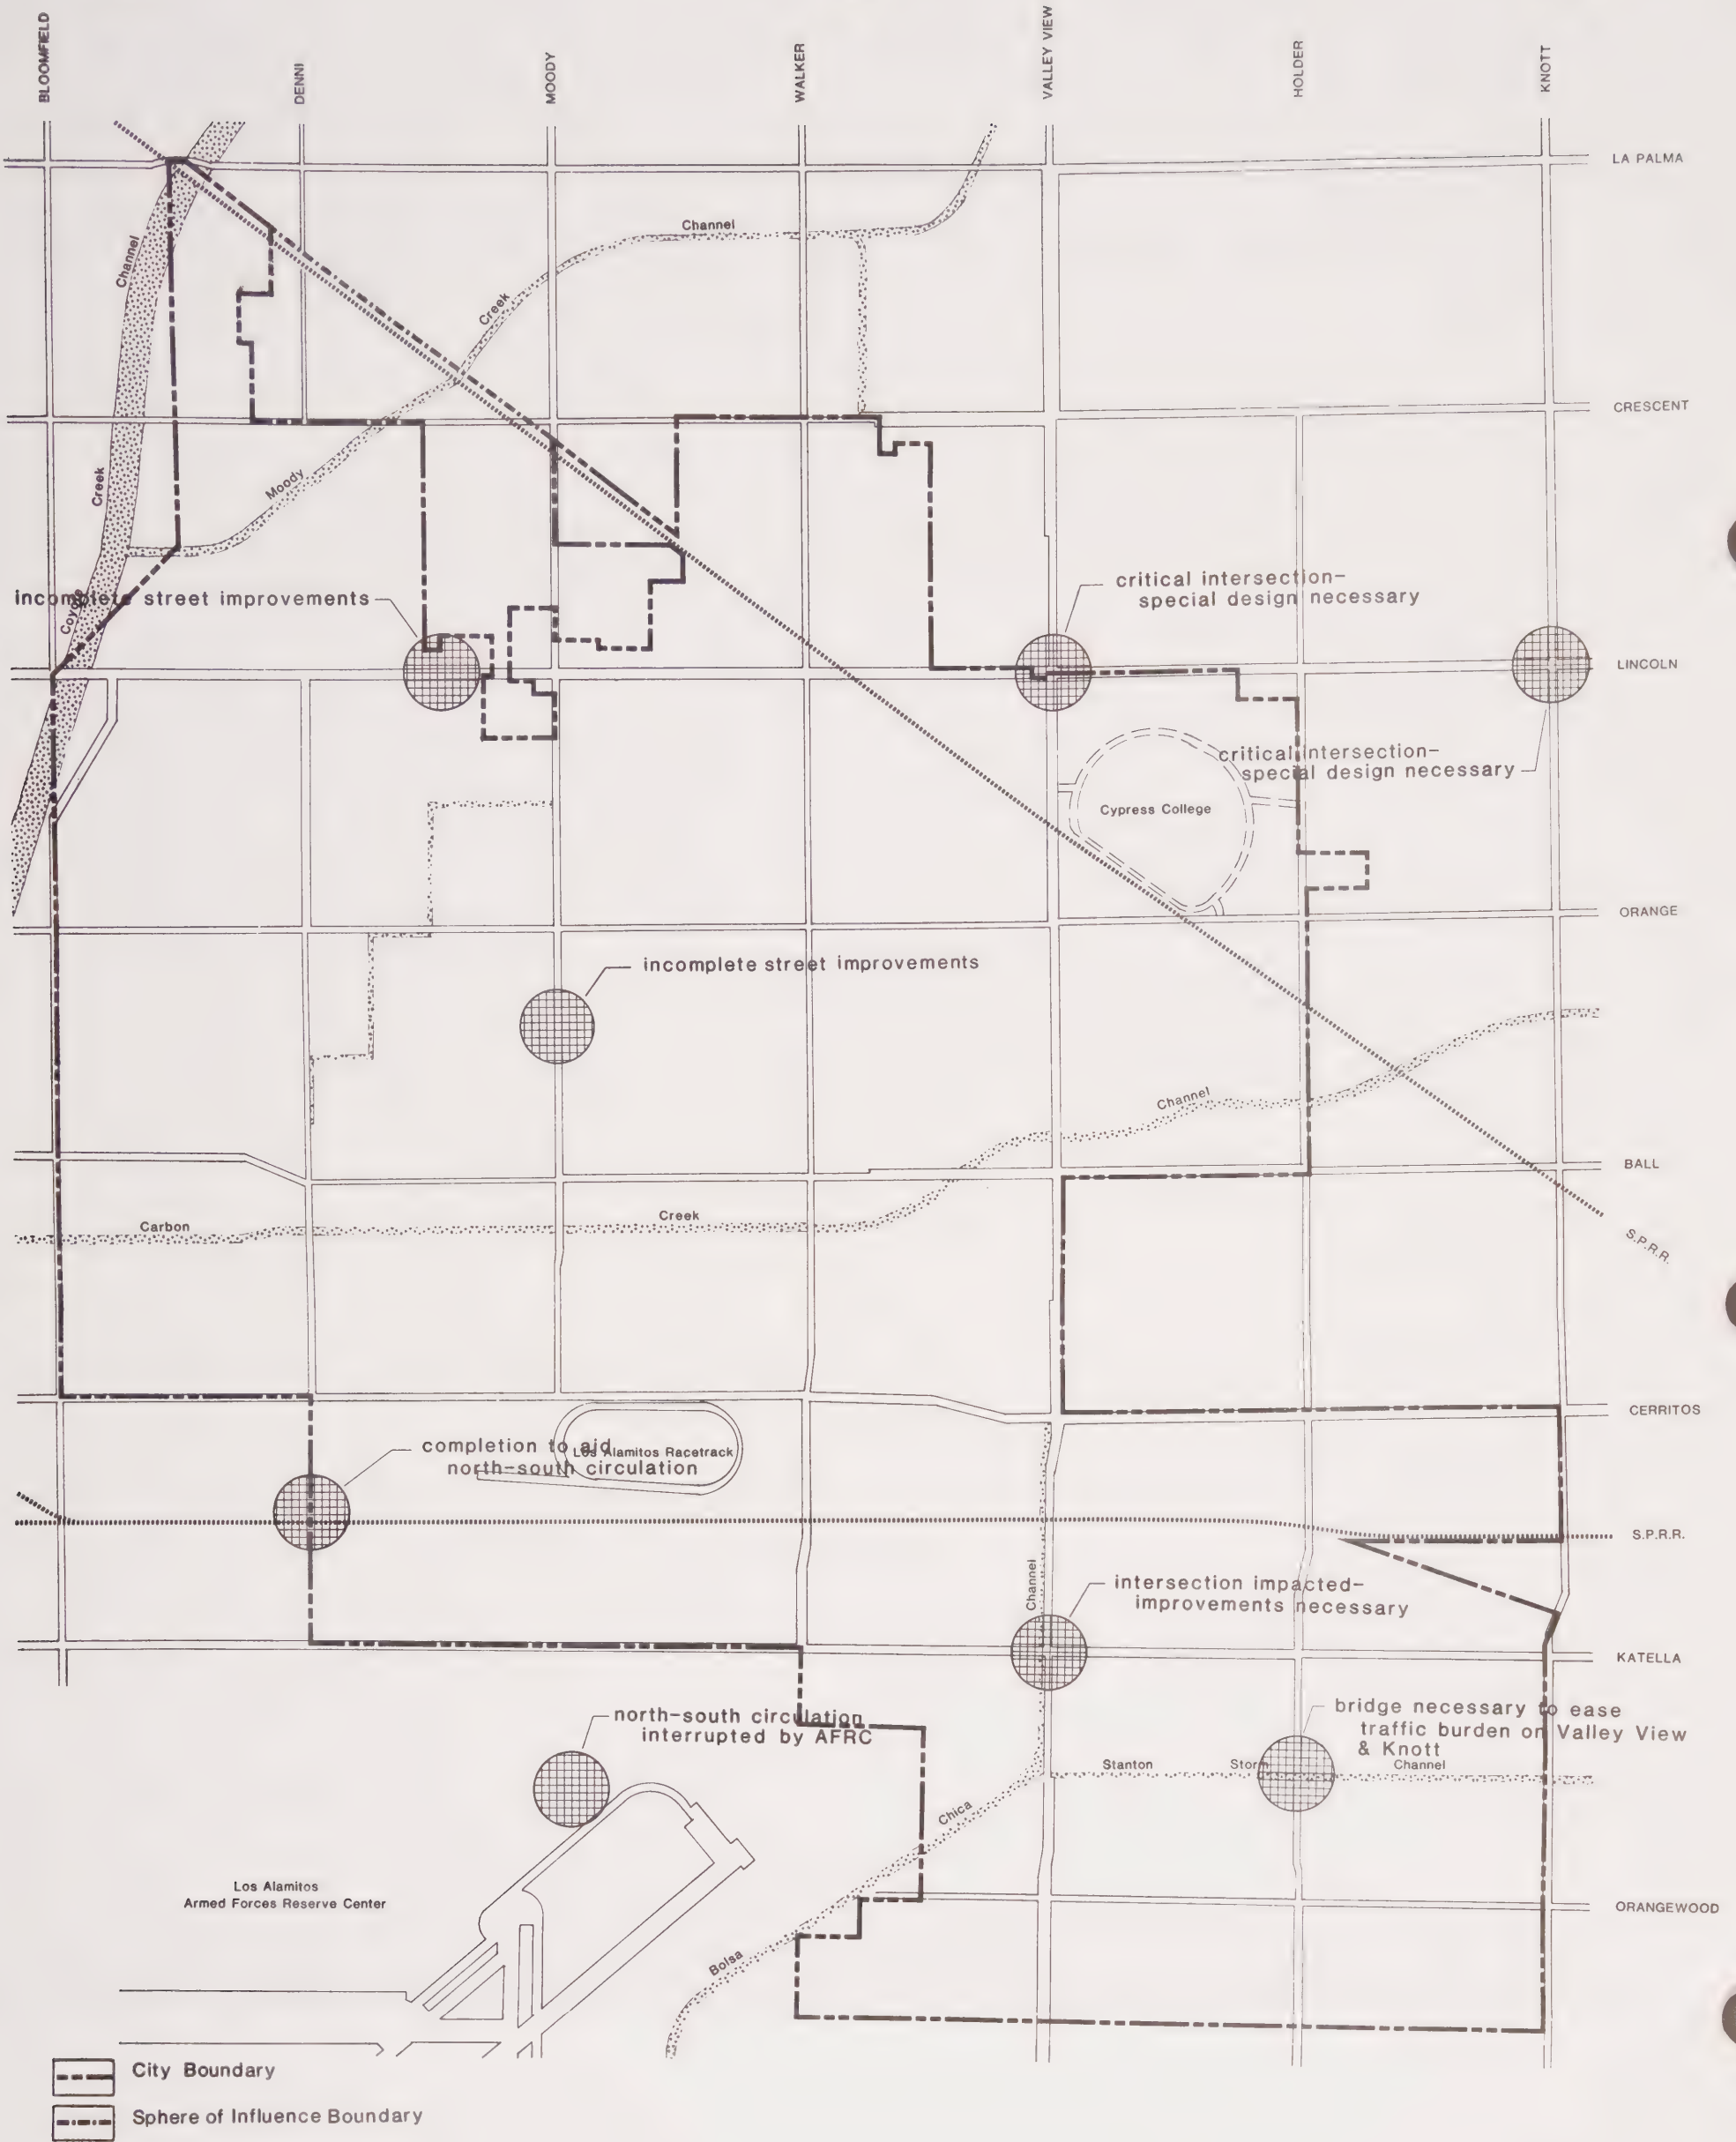 BLOOMFIELD
DENNI
MOODY
WALKER
VALLEY VIEW
HOLDER
KNOTT
LA PALMA
Channel
Channel
Creek
CRESCENT
Creek
Moody
Coyote
incomplete street improvements
critical intersection-
special design necessary
LINCOLN
critical intersection-
special design necessary
Cypress College
ORANGE
incomplete street improvements
Channel
BALL
Carbon
Creek
S.P.R.R.
CERRITOS
completion to aid
north-south circulation
Los Alamitos Racetrack
S.P.R.R.
Channel
intersection impacted-
improvements necessary
KATELLA
north-south circulation
interrupted by AFRC
bridge necessary to ease
traffic burden on Valley View
& Knott
Stanton
Storm
Channel
Chica
Los Alamitos
Armed Forces Reserve Center
ORANGEWOOD
Bolsa
City Boundary
Sphere of Influence Boundary